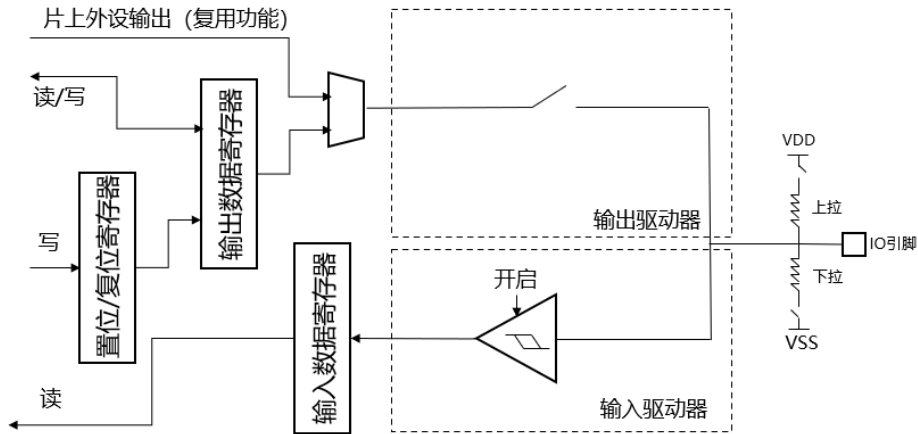 片上外设输出（复用功能）
读/写
输出数据寄存器
写
置位/复位寄存器
输出驱动器
VDD
上拉
IO引脚
下拉
VSS
开启
输入数据寄存器
输入驱动器
读